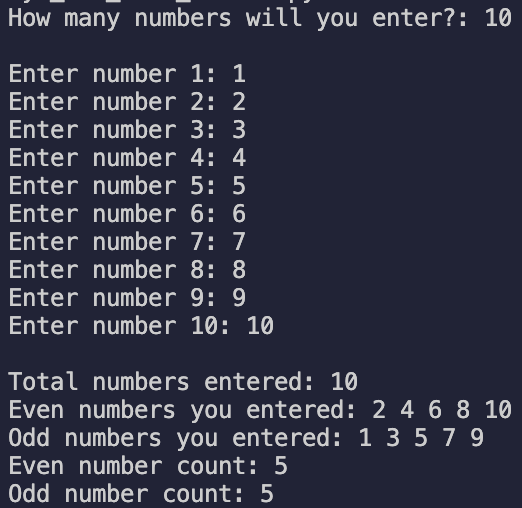 How many numbers will you enter?: 10
Enter number 1: 1
Enter number 2: 2
Enter number 3: 3
Enter number 4: 4
Enter number 5: 5
Enter number 6: 6
Enter number 7: 7
Enter number 8: 8
Enter number 9: 9
Enter number 10: 10
Total numbers entered: 10
Even numbers you entered: 2 4 6 8 10
Odd numbers you entered: 1 3 5 7 9
Even number count: 5
Odd number count: 5